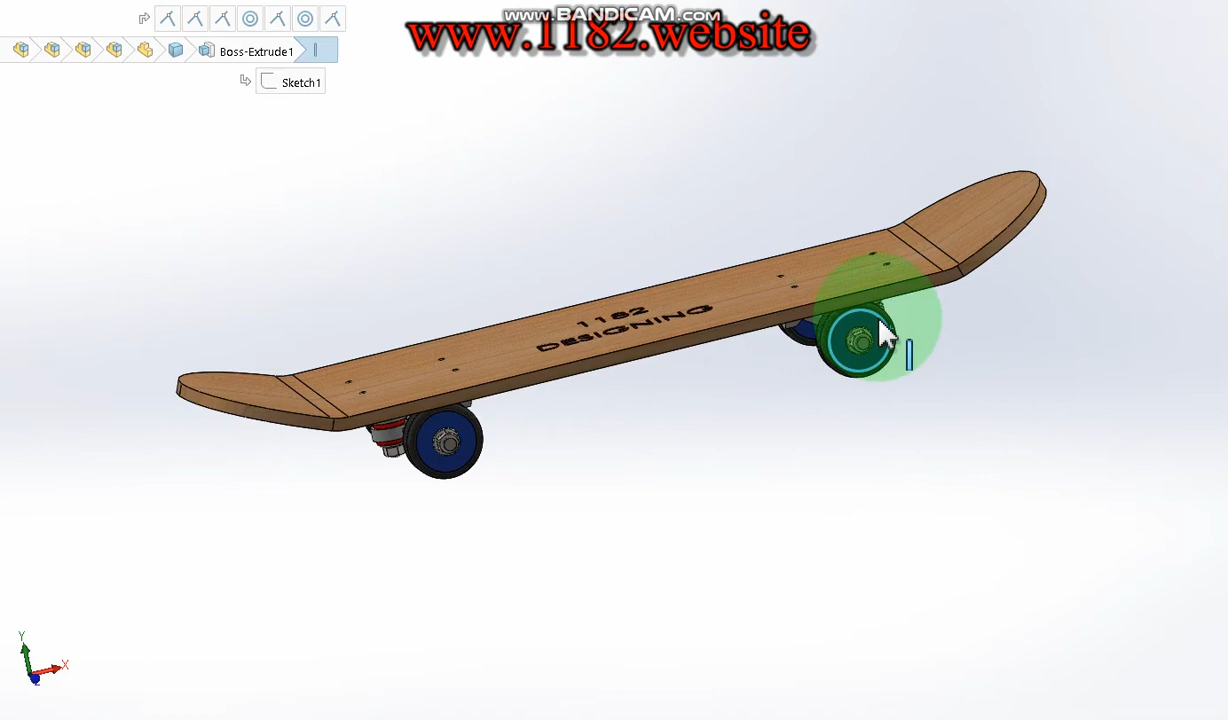 www.BANDICAM.com
www.1182.website
Boss-Extrude1
Sketch1
1182
DESIGNING
Y
X
Z